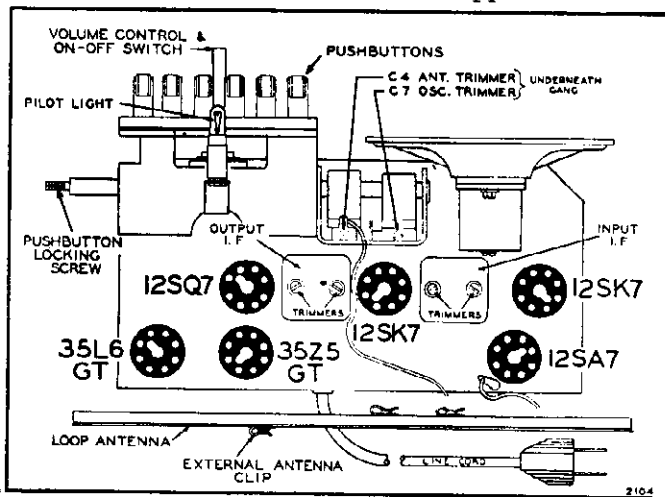 VOLUME CONTROL &
ON-OFF SWITCH
PUSHBUTTONS
C4 ANT. TRIMMER
C7 OSC. TRIMMER
UNDERNEATH
GANG
PILOT LIGHT
PUSHBUTTON
LOCKING
SCREW
OUTPUT
I.F.
INPUT
I.F
12SQ7
TRIMMERS
12SK7
TRIMMERS
12SK7
35L6
GT
35Z5
GT
12SA7
LOOP ANTENNA
EXTERNAL ANTENNA
CLIP
LINE CORD
2104